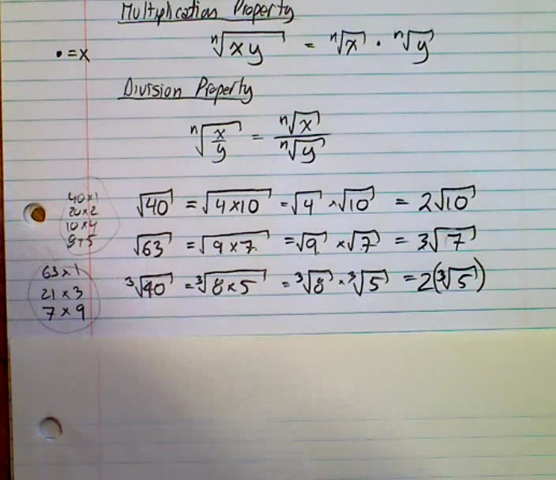 Multiplication Property
ⁿ√xy = ⁿ√x · ⁿ√y
• = x
Division Property
ⁿ√(x/y) = ⁿ√x / ⁿ√y
40 x 1
20 x 2
10 x 4
8 x 5
√40 = √4 x 10 = √4 x √10 = 2√10
√63 = √9 x 7 = √9 x √7 = 3√7
63 x 1
21 x 3
7 x 9
³√40 = ³√8 x 5 = ³√8 · ³√5 = 2(³√5)